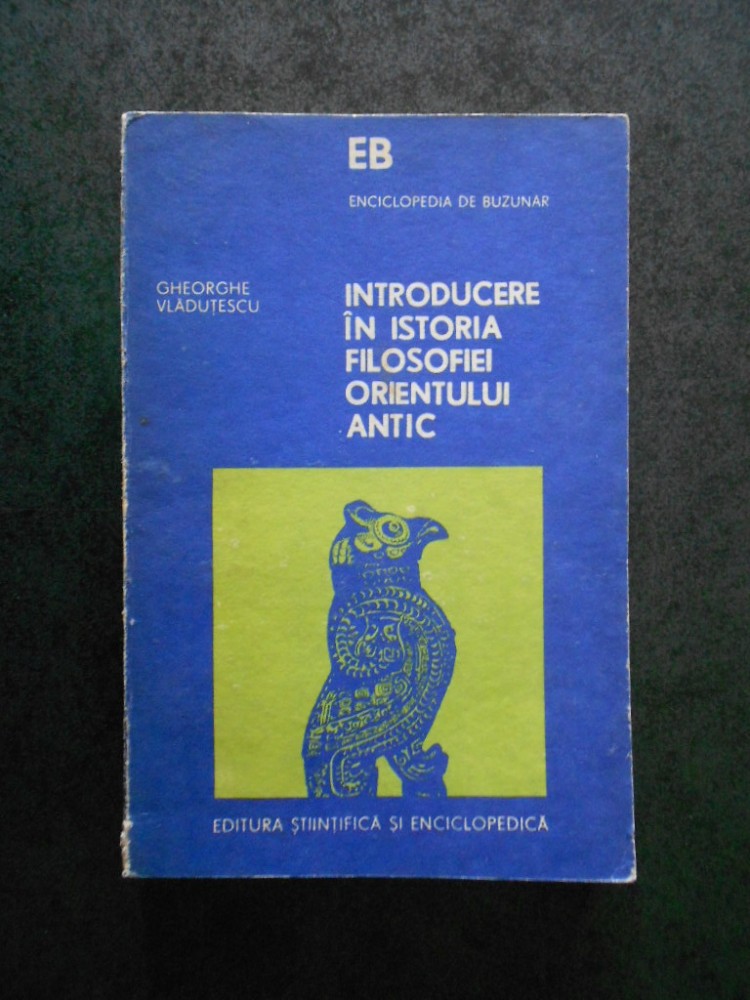 EB
ENCICLOPEDIA DE BUZUNAR
GHEORGHE
VLĂDUȚESCU
INTRODUCERE
ÎN ISTORIA
FILOSOFIEI
ORIENTULUI
ANTIC
EDITURA ȘTIINȚIFICĂ ȘI ENCICLOPEDICĂ